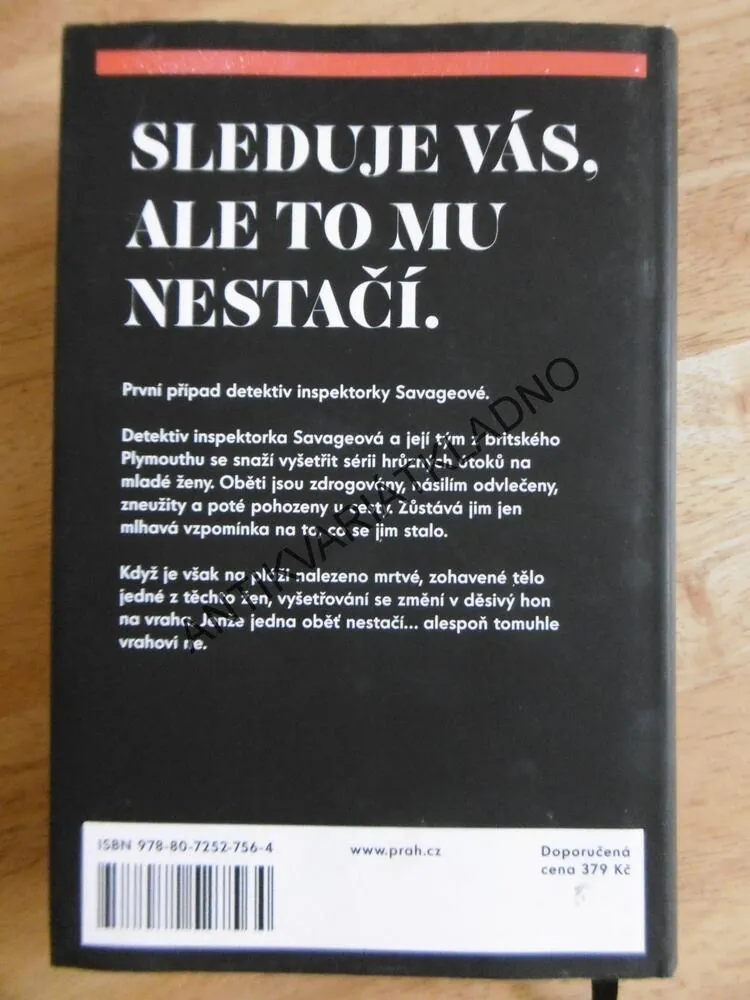 SLEDUJE VÁS,
ALE TO MU
NESTAČÍ.
První případ detektiv inspektorky Savageové.
Detektiv inspektorka Savageová a její tým z britského
Plymouthu se snaží vyšetřit sérii hrůzných útoků na
mladé ženy. Oběti jsou zdrogovány, násilím odvlečeny,
zneužity a poté pohozeny u cesty. Zůstává jim jen
mlhavá vzpomínka na to, co se jim stalo.
Když je však na pláži nalezeno mrtvé, zohavené tělo
jedné z těchto žen, vyšetřování se změní v děsivý hon
na vraha. Jenže jedna oběť nestačí... alespoň tomuhle
vrahovi ne.
ANTIKVARIÁTKLADNO
ISBN 978-80-7252-756-4
www.prah.cz
Doporučená
cena 379 Kč